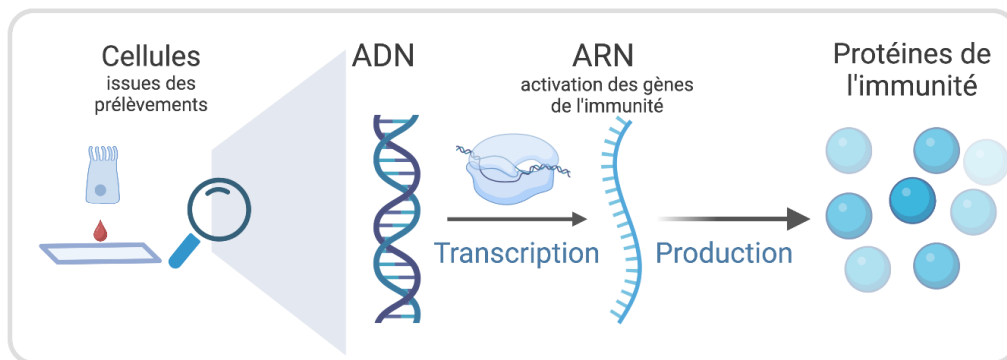 Cellules
issues des
prélèvements
ADN
ARN
activation des gènes
de l'immunité
Protéines de
l'immunité
Transcription
Production